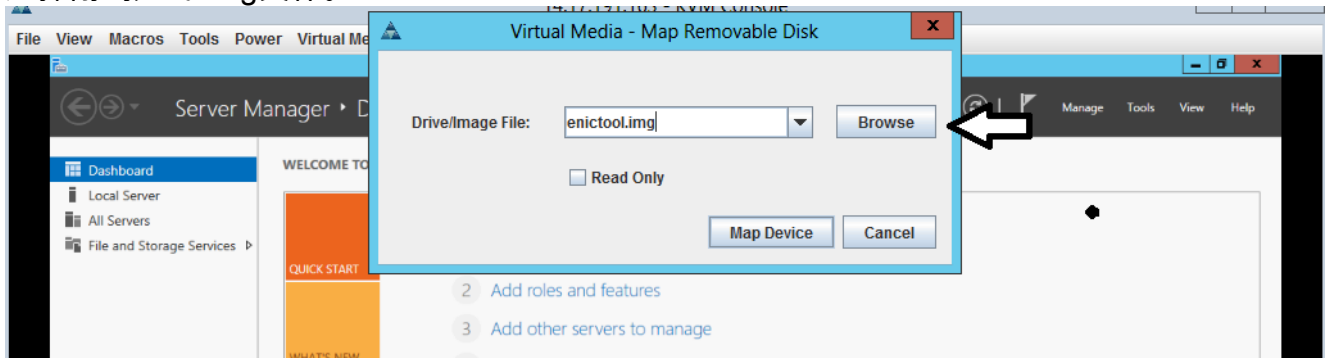 KVM Console
File View Macros Tools Power Virtual Me
Virtual Media - Map Removable Disk
x
x
Server Manager
Manage Tools View Help
Drive/Image File: enictool.img Browse
Read Only
Map Device Cancel
Dashboard
Local Server
All Servers
File and Storage Services
WELCOME TO
QUICK START
2 Add roles and features
3 Add other servers to manage
WHAT'S NEW